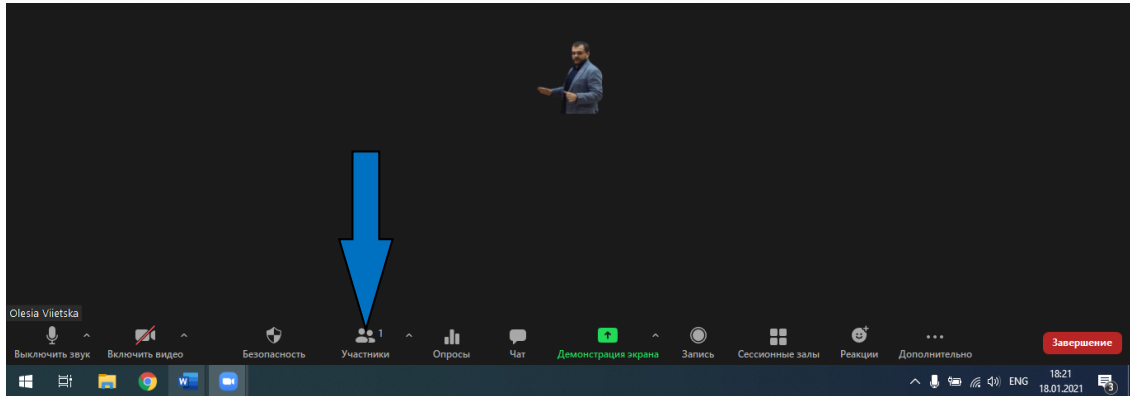 Olesia Viietska
1
Выключить звук Включить видео Безопасность Участники Опросы Чат Демонстрация экрана Запись Сессионные залы Реакции Дополнительно Завершение
ENG 18:21
18.01.2021 3